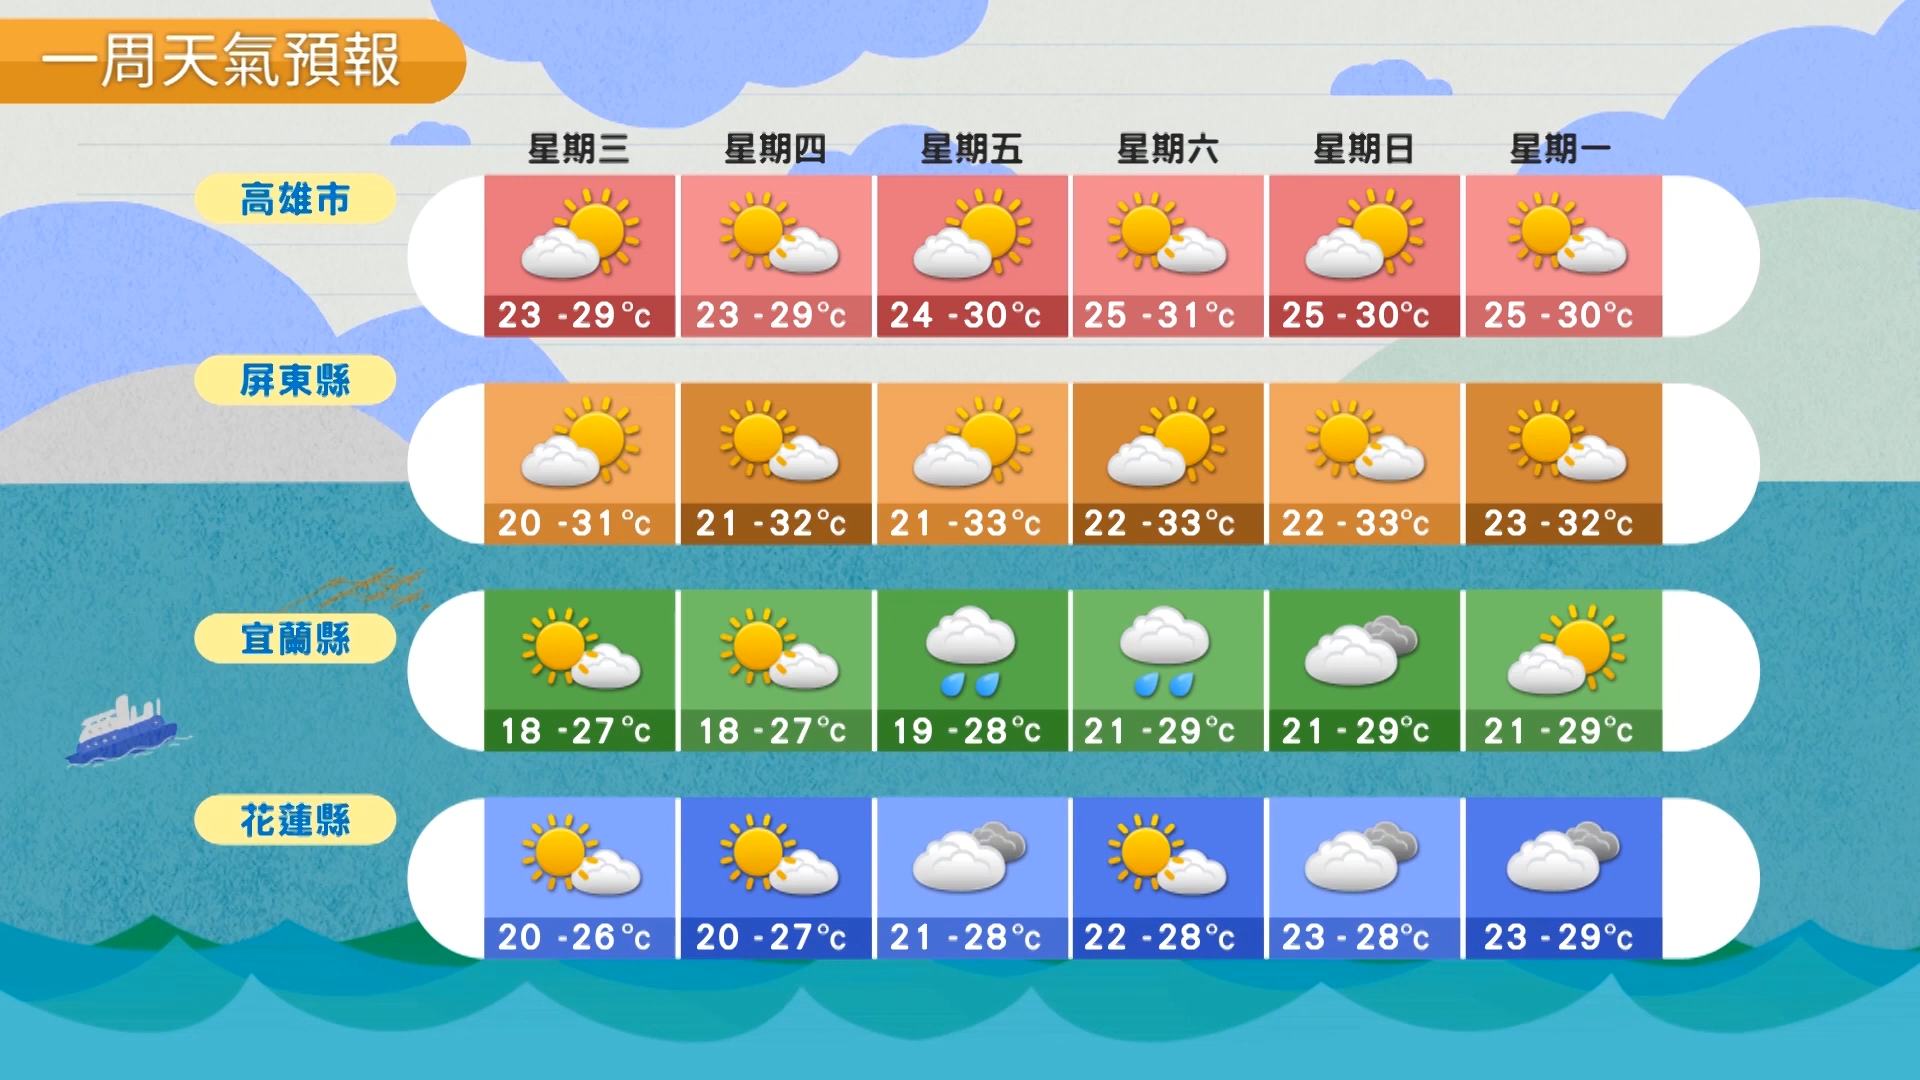 一周天氣預報
星期三 星期四 星期五 星期六 星期日 星期一
高雄市
23 -29°C 23 -29°C 24 -30°C 25 -31°C 25 - 30°C 25 - 30°C
屏東縣
20 -31°C 21 -32°C 21 -33°C 22 -33°C 22 - 33°C 23 - 32°C
宜蘭縣
18 -27°C 18 -27°C 19 -28°C 21 -29°C 21 - 29°C 21 - 29°C
花蓮縣
20 -26°C 20 -27°C 21 -28°C 22 -28°C 23 - 28°C 23 - 29°C